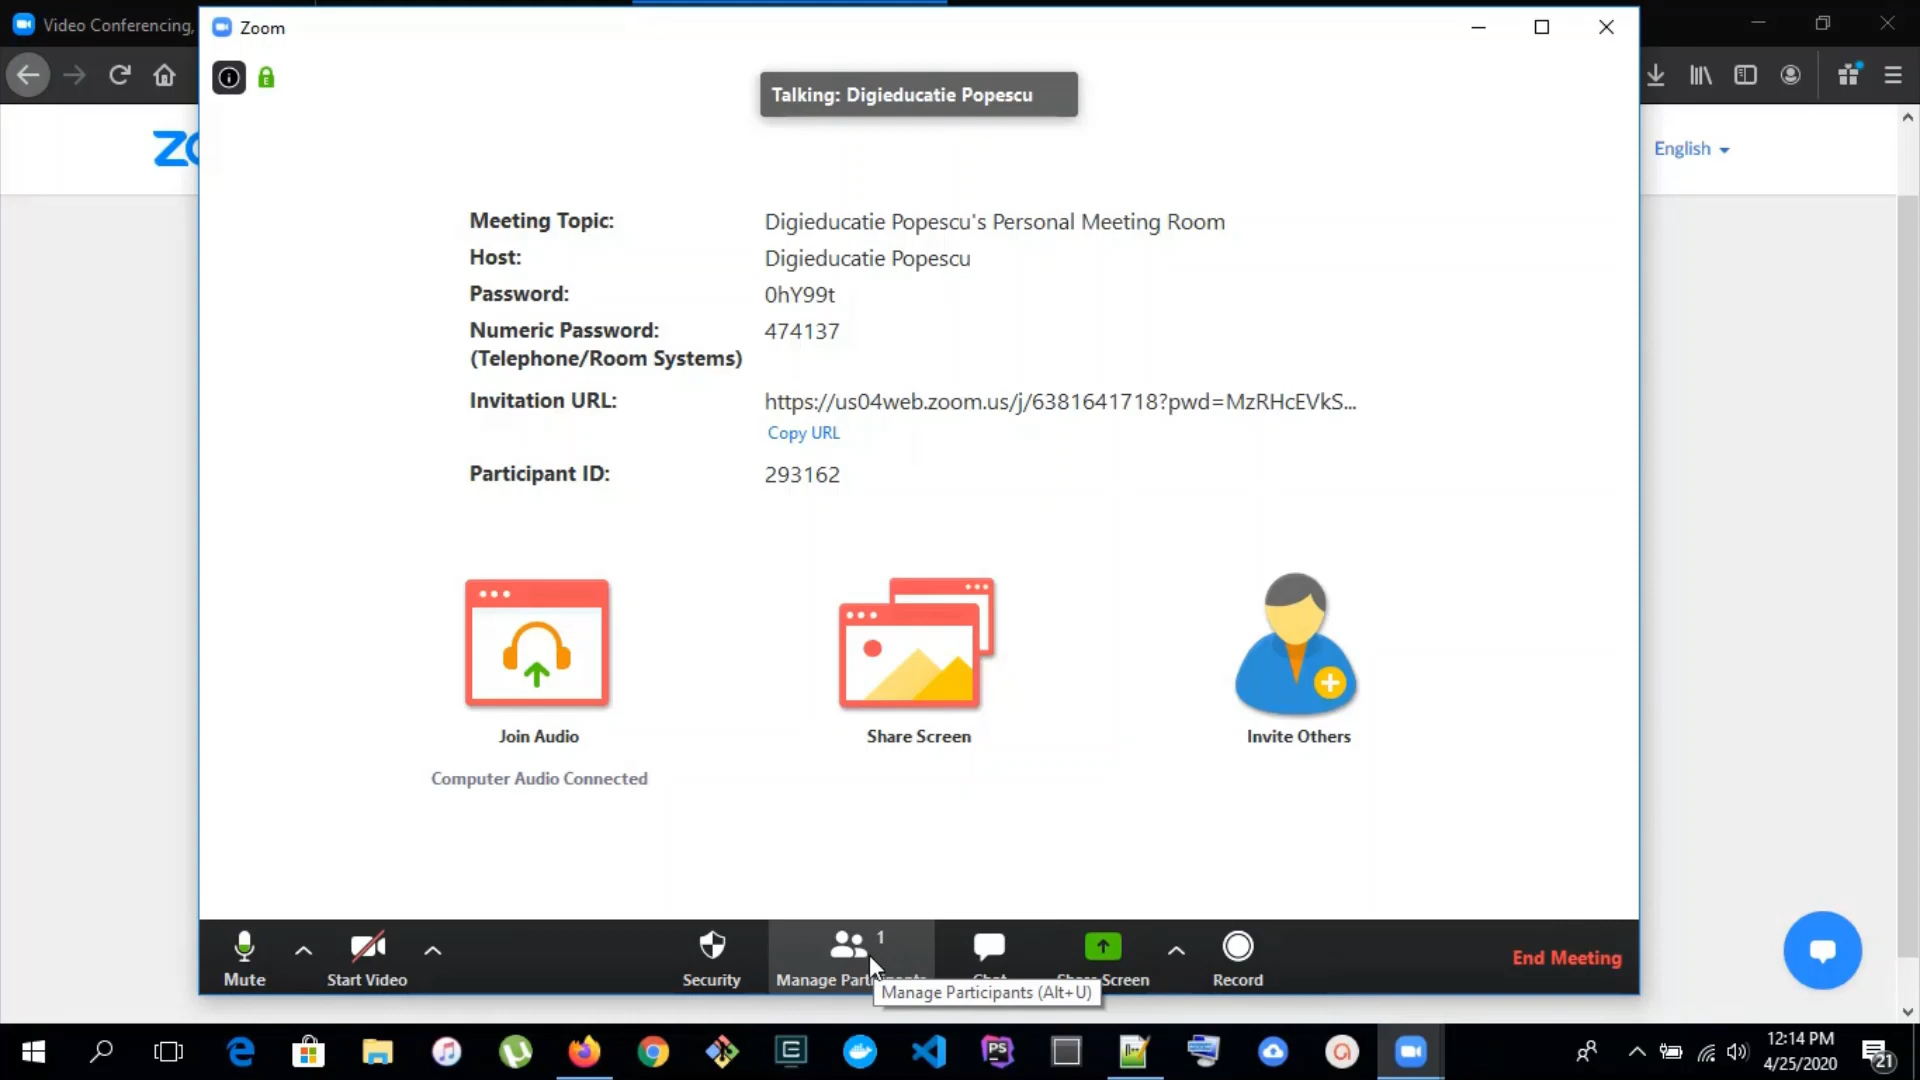 Video Conferencing,
Zoom
Talking: Digieducatie Popescu
English
Meeting Topic: Digieducatie Popescu's Personal Meeting Room
Host: Digieducatie Popescu
Password: 0hY99t
Numeric Password: 474137
(Telephone/Room Systems)
Invitation URL: https://us04web.zoom.us/j/6381641718?pwd=MzRHcEVkS...
Copy URL
Participant ID: 293162
Join Audio
Share Screen
Invite Others
Computer Audio Connected
1
Mute
Start Video
Security
Manage Participants
Chat
Share Screen
Record
End Meeting
Manage Participants (Alt+U)
12:14 PM
4/25/2020
21